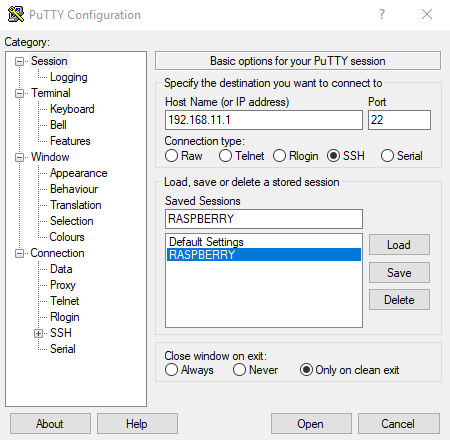 PuTTY Configuration
Category:
Session
Logging
Terminal
Keyboard
Bell
Features
Window
Appearance
Behaviour
Translation
Selection
Colours
Connection
Data
Proxy
Telnet
Rlogin
SSH
Serial
Basic options for your PuTTY session
Specify the destination you want to connect to
Host Name (or IP address) Port
192.168.11.1 22
Connection type:
Raw Telnet Rlogin SSH Serial
Load, save or delete a stored session
Saved Sessions
RASPBERRY
Default Settings
RASPBERRY
Load
Save
Delete
Close window on exit:
Always Never Only on clean exit
About Help Open Cancel